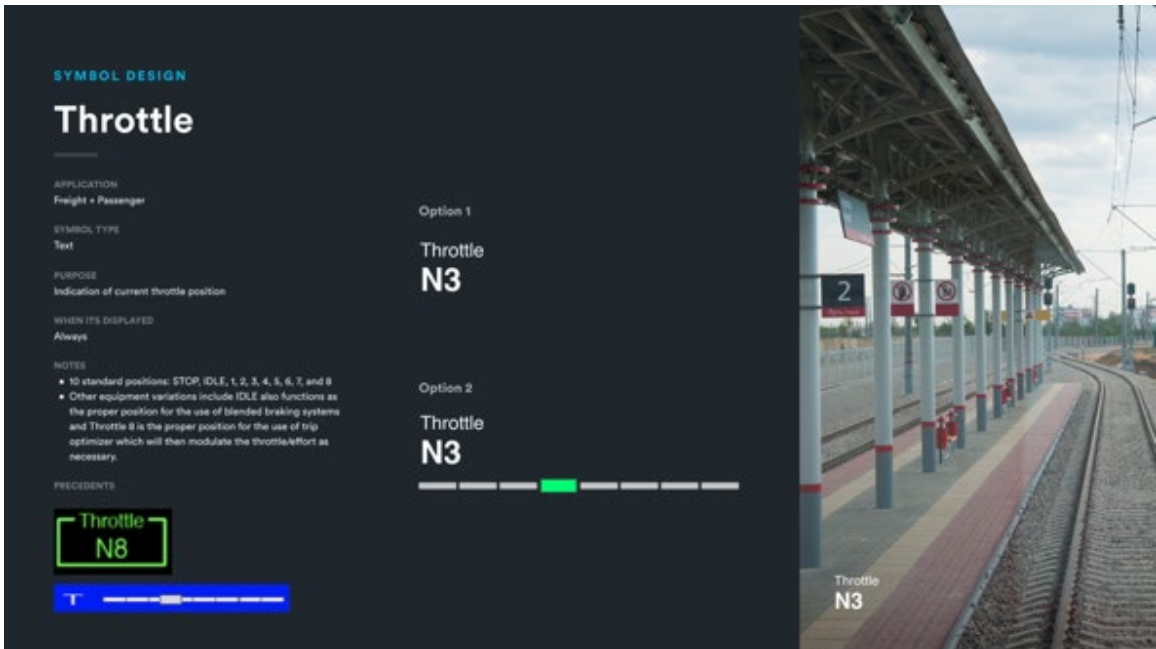 SYMBOL DESIGN
Throttle
APPLICATION
Freight + Passenger
SYMBOL TYPE
Text
PURPOSE
Indication of current throttle position
WHEN ITS DISPLAYED
Always
NOTES
• 10 standard positions: STOP, IDLE, 1, 2, 3, 4, 5, 6, 7, and 8
• Other equipment variations include IDLE also functions as
the proper position for the use of blended braking systems
and Throttle 8 is the proper position for the use of trip
optimizer which will then modulate the throttle/effort as
necessary.
PRECEDENTS
Throttle
N8
T
Option 1
Throttle
N3
Option 2
Throttle
N3
2
Throttle
N3